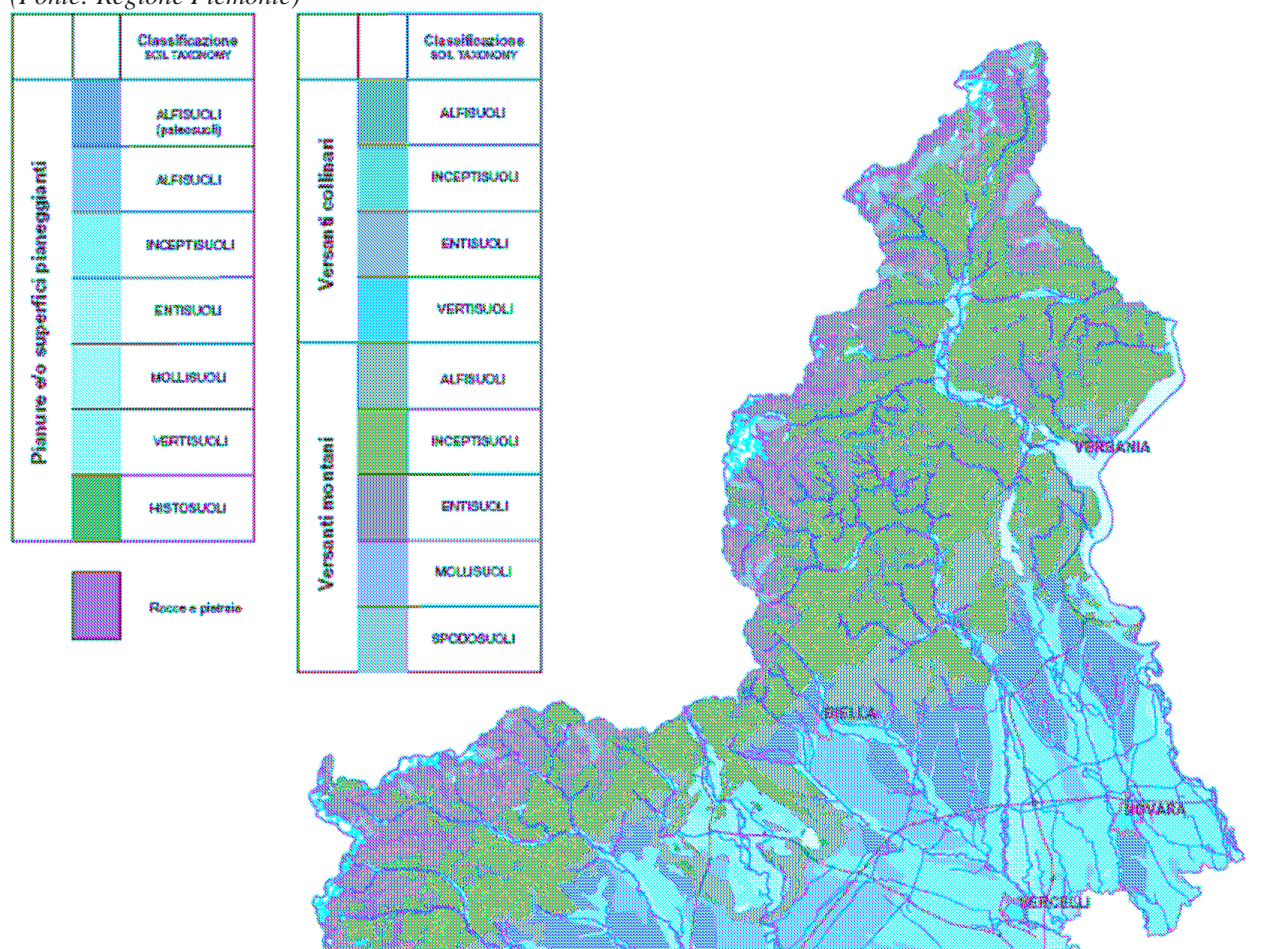 (Fonte: Regione Piemonte)
Classificazione
SOIL TAXONOMY
Pianure e/o superfici pianeggianti
ALFISUOLI
(paleosuoli)
ALFISUOLI
INCEPTISUOLI
ENTISUOLI
MOLLISUOLI
VERTISUOLI
HISTOSUOLI
Rocce e pietraie
Classificazione
SOIL TAXONOMY
Versanti collinari
ALFISUOLI
INCEPTISUOLI
ENTISUOLI
VERTISUOLI
Versanti montani
ALFISUOLI
INCEPTISUOLI
ENTISUOLI
MOLLISUOLI
SPODOSUOLI
VERBANIA
BIELLA
NOVARA
VERCELLI